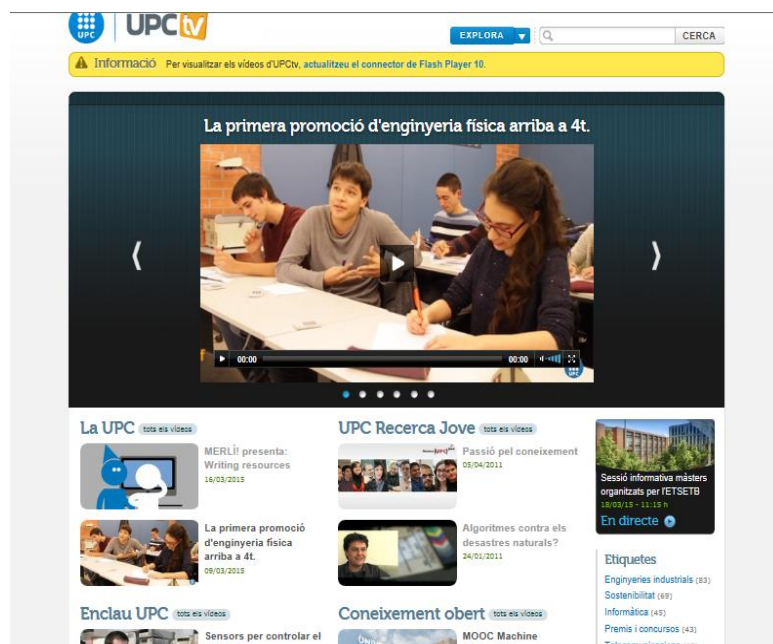 UPC
UPCtv
EXPLORA
CERCA
Informació Per visualitzar els vídeos d'UPCtv, actualitzeu el connector de Flash Player 10.
La primera promoció d'enginyeria física arriba a 4t.
00:00 00:00
UPC
La UPC tots els vídeos
MERLÍ! presenta:
Writing resources
16/03/2015
La primera promoció
d'enginyeria física
arriba a 4t.
09/03/2015
UPC Recerca Jove tots els vídeos
Passió pel coneixement
05/04/2011
Algoritmes contra els
desastres naturals?
24/01/2011
Sessió informativa màsters
organitzats per l'ETSETB
18/03/15 - 11:15 h
En directe
Etiquetes
Enginyeries industrials (83)
Sostenibilitat (69)
Informàtica (45)
Premis i concursos (43)
Enclau UPC tots els vídeos
Sensors per controlar el
Coneixement obert tots els vídeos
MOOC Machine